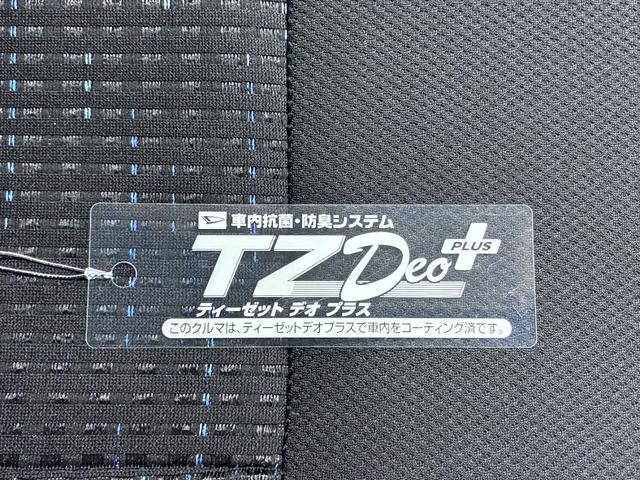 車内抗菌・防臭システム
TZ Deo PLUS
ティーゼット デオ プラス
このクルマは、ティーゼットデオプラスで車内をコーティング済です。